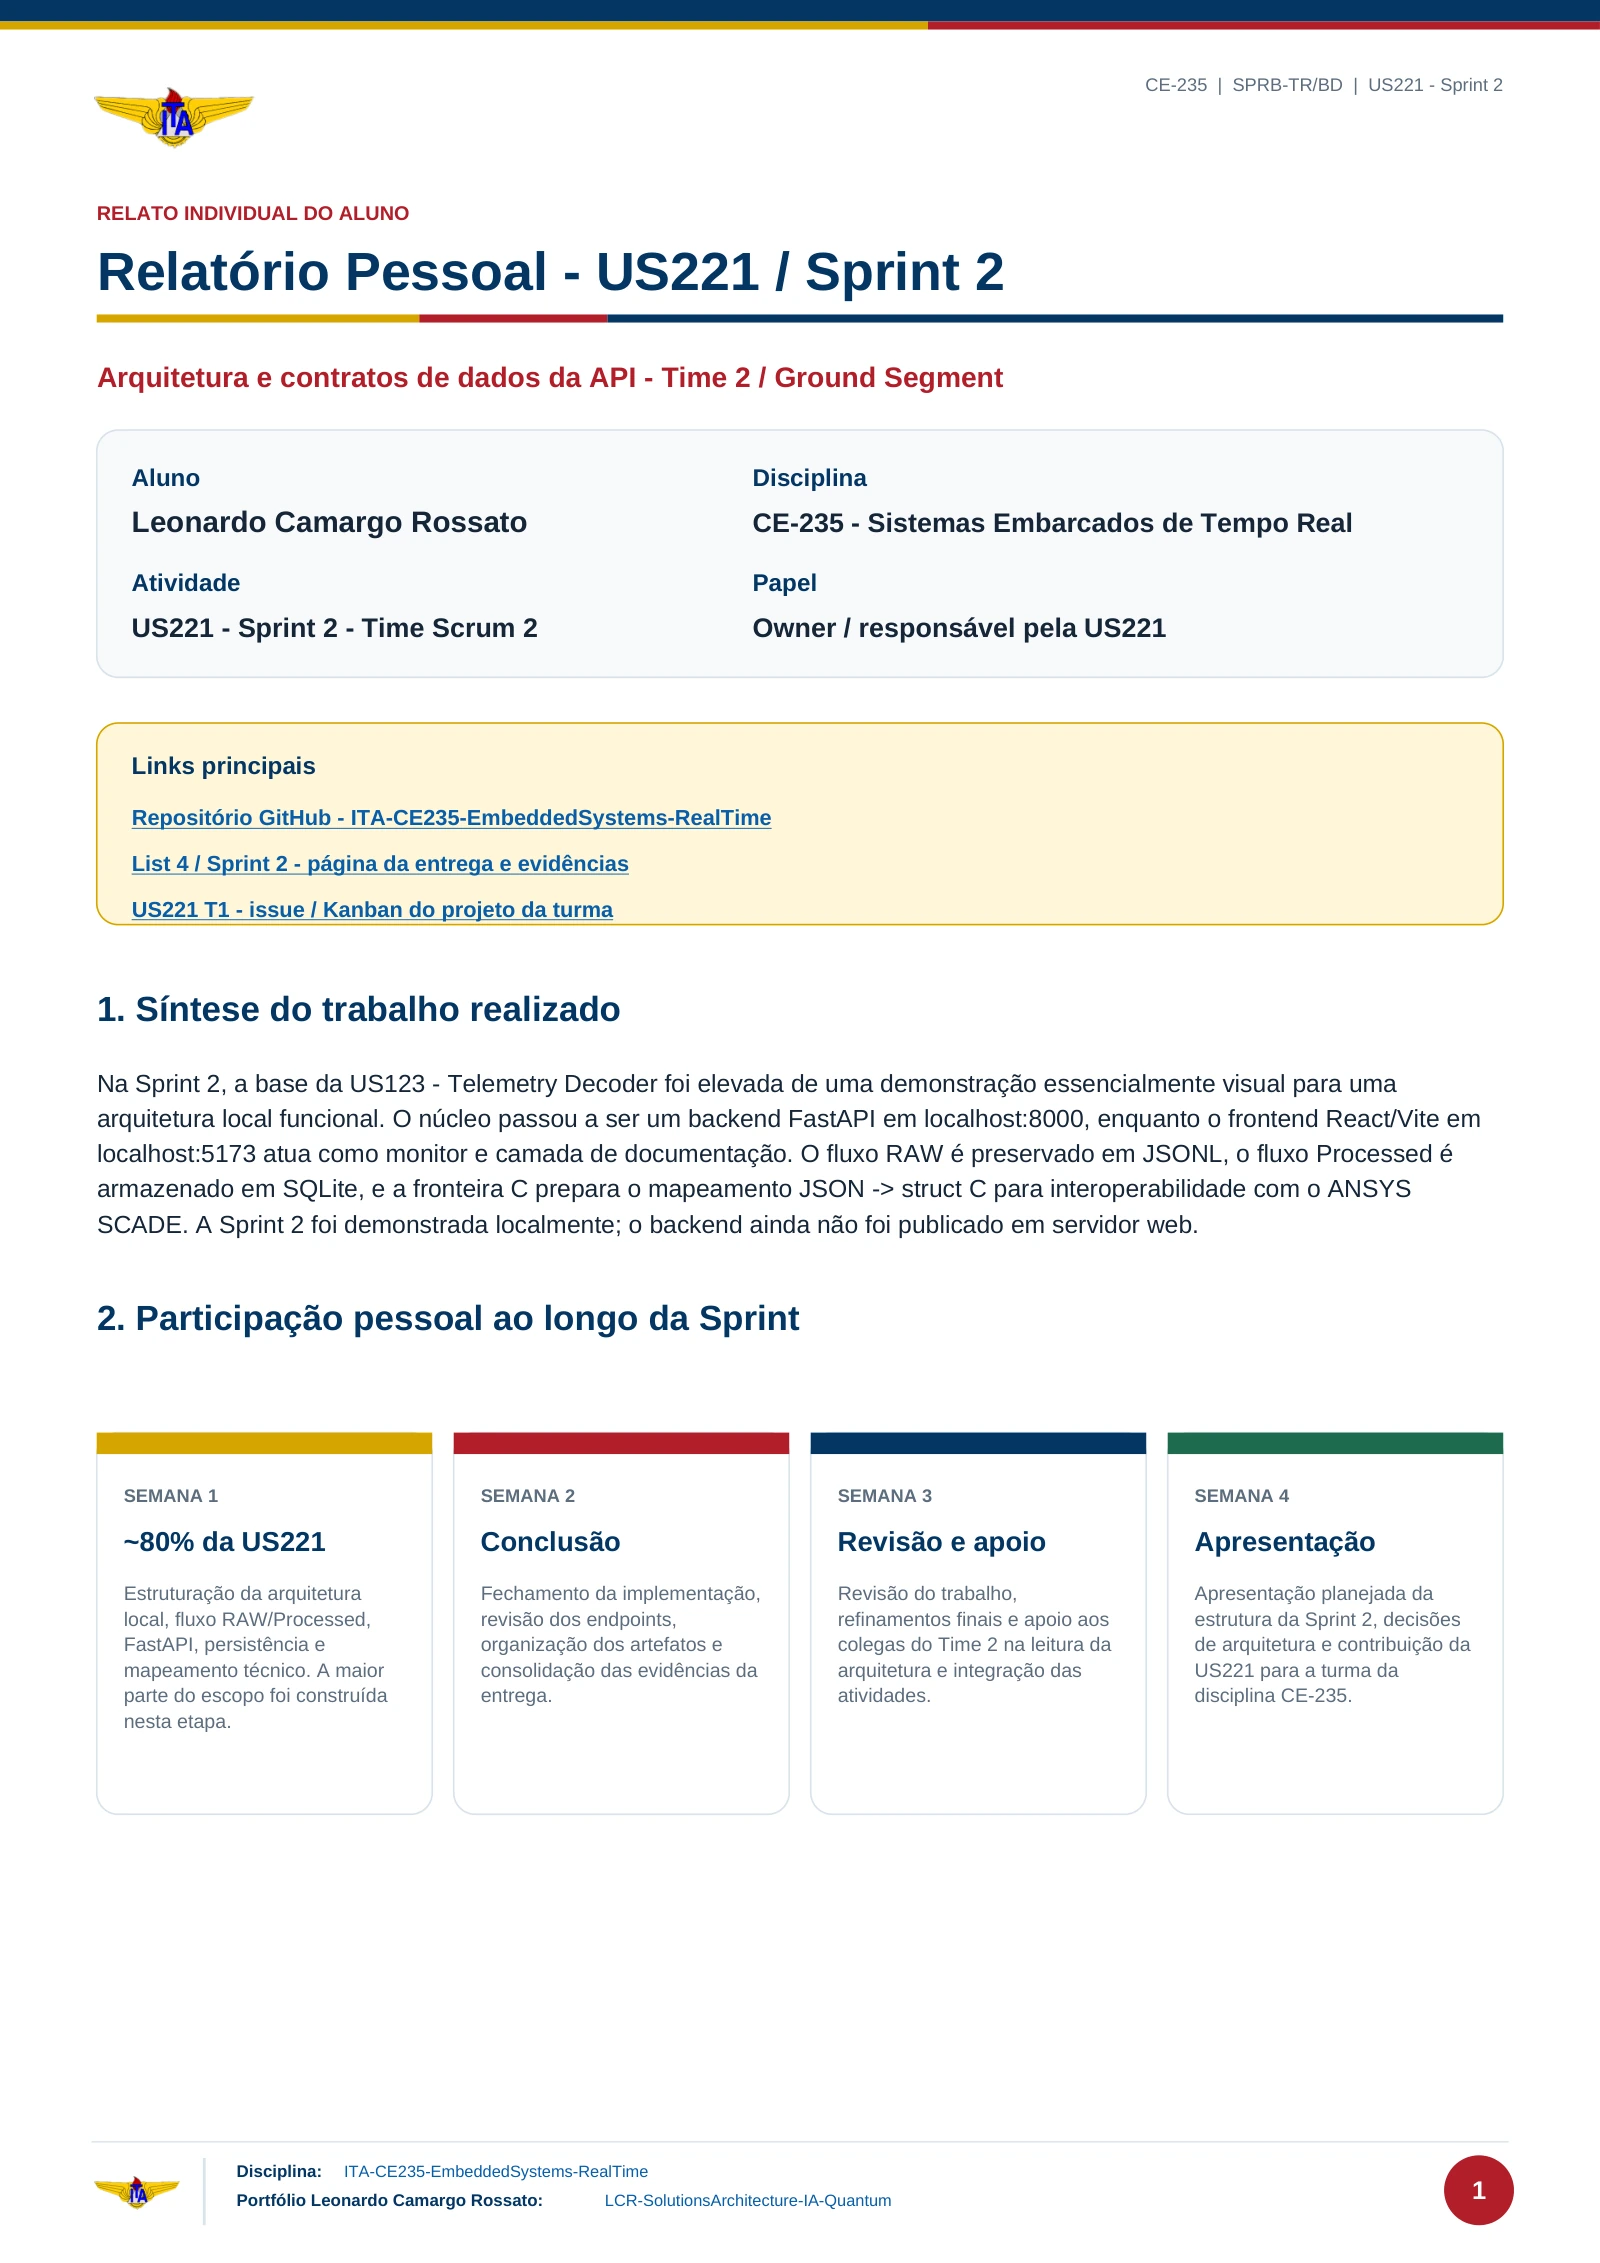 CE-235 | SPRB-TR/BD | US221 - Sprint 2
ITA
RELATO INDIVIDUAL DO ALUNO
Relatório Pessoal - US221 / Sprint 2
Arquitetura e contratos de dados da API - Time 2 / Ground Segment
Aluno
Leonardo Camargo Rossato
Disciplina
CE-235 - Sistemas Embarcados de Tempo Real
Atividade
US221 - Sprint 2 - Time Scrum 2
Papel
Owner / responsável pela US221
Links principais
Repositório GitHub - ITA-CE235-EmbeddedSystems-RealTime
List 4 / Sprint 2 - página da entrega e evidências
US221 T1 - issue / Kanban do projeto da turma
1. Síntese do trabalho realizado
Na Sprint 2, a base da US123 - Telemetry Decoder foi elevada de uma demonstração essencialmente visual para uma
arquitetura local funcional. O núcleo passou a ser um backend FastAPI em localhost:8000, enquanto o frontend React/Vite em
localhost:5173 atua como monitor e camada de documentação. O fluxo RAW é preservado em JSONL, o fluxo Processed é
armazenado em SQLite, e a fronteira C prepara o mapeamento JSON -> struct C para interoperabilidade com o ANSYS
SCADE. A Sprint 2 foi demonstrada localmente; o backend ainda não foi publicado em servidor web.
2. Participação pessoal ao longo da Sprint
SEMANA 1
~80% da US221
Estruturação da arquitetura
local, fluxo RAW/Processed,
FastAPI, persistência e
mapeamento técnico. A maior
parte do escopo foi construída
nesta etapa.
SEMANA 2
Conclusão
Fechamento da implementação,
revisão dos endpoints,
organização dos artefatos e
consolidação das evidências da
entrega.
SEMANA 3
Revisão e apoio
Revisão do trabalho,
refinamentos finais e apoio aos
colegas do Time 2 na leitura da
arquitetura e integração das
atividades.
SEMANA 4
Apresentação
Apresentação planejada da
estrutura da Sprint 2, decisões
de arquitetura e contribuição da
US221 para a turma da
disciplina CE-235.
ITA
Disciplina: ITA-CE235-EmbeddedSystems-RealTime
Portfólio Leonardo Camargo Rossato: LCR-SolutionsArchitecture-IA-Quantum
1